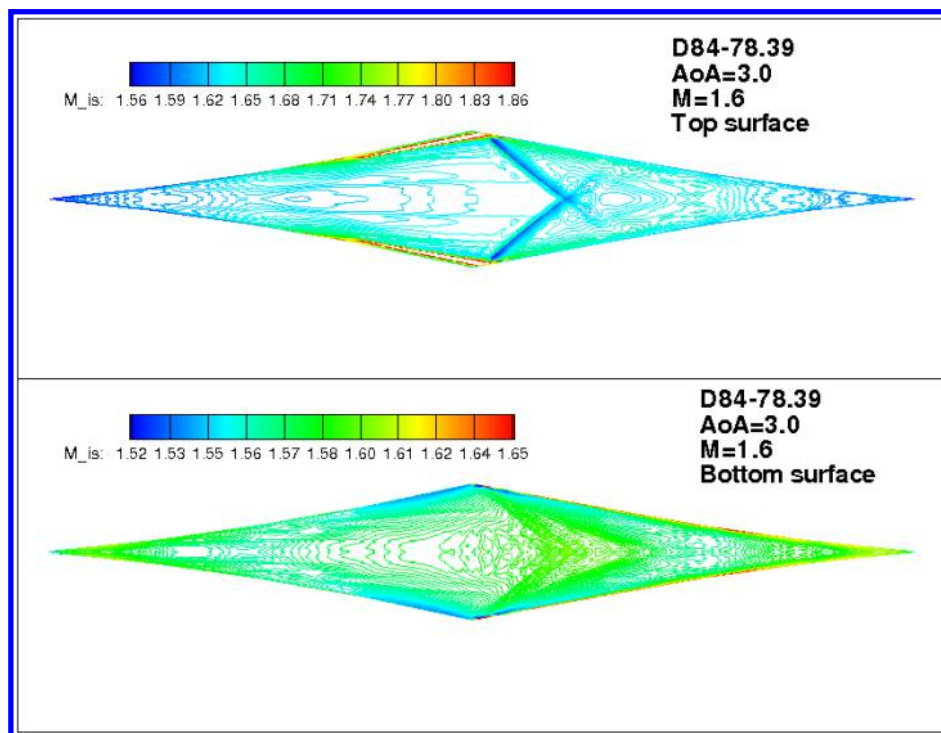 D84-78.39
AoA=3.0
M=1.6
Top surface
M_is: 1.56 1.59 1.62 1.65 1.68 1.71 1.74 1.77 1.80 1.83 1.86
D84-78.39
AoA=3.0
M=1.6
Bottom surface
M_is: 1.52 1.53 1.55 1.56 1.57 1.58 1.60 1.61 1.62 1.64 1.65